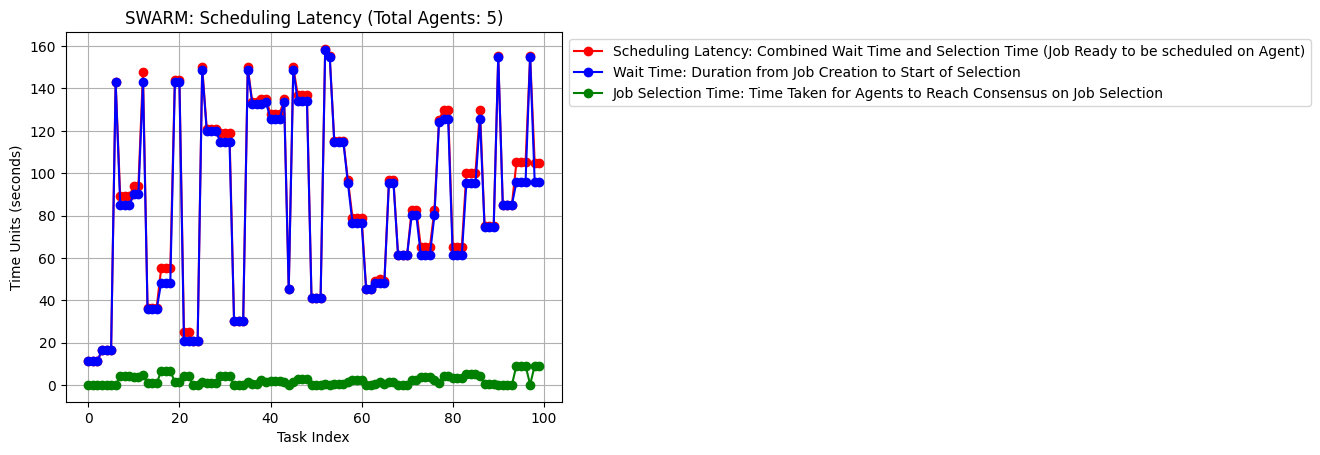 SWARM: Scheduling Latency (Total Agents: 5)
Scheduling Latency: Combined Wait Time and Selection Time (Job Ready to be scheduled on Agent)
Wait Time: Duration from Job Creation to Start of Selection
Job Selection Time: Time Taken for Agents to Reach Consensus on Job Selection
Time Units (seconds)
160
140
120
100
80
60
40
20
0
0 20 40 60 80 100
Task Index